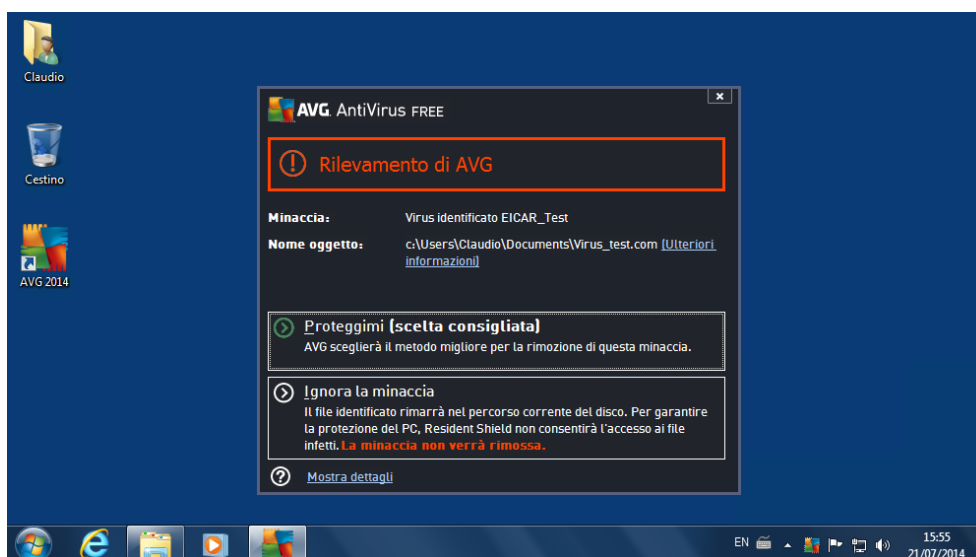 Claudio
Cestino
AVG 2014
AVG. AntiVirus FREE
Rilevamento di AVG
Minaccia: Virus identificato EICAR_Test
Nome oggetto: c:\Users\Claudio\Documents\Virus_test.com [Ulteriori
informazioni]
Proteggimi (scelta consigliata)
AVG sceglierà il metodo migliore per la rimozione di questa minaccia.
Ignora la minaccia
Il file identificato rimarrà nel percorso corrente del disco. Per garantire
la protezione del PC, Resident Shield non consentirà l'accesso ai file
infetti. La minaccia non verrà rimossa.
Mostra dettagli
EN
15:55
21/07/2014